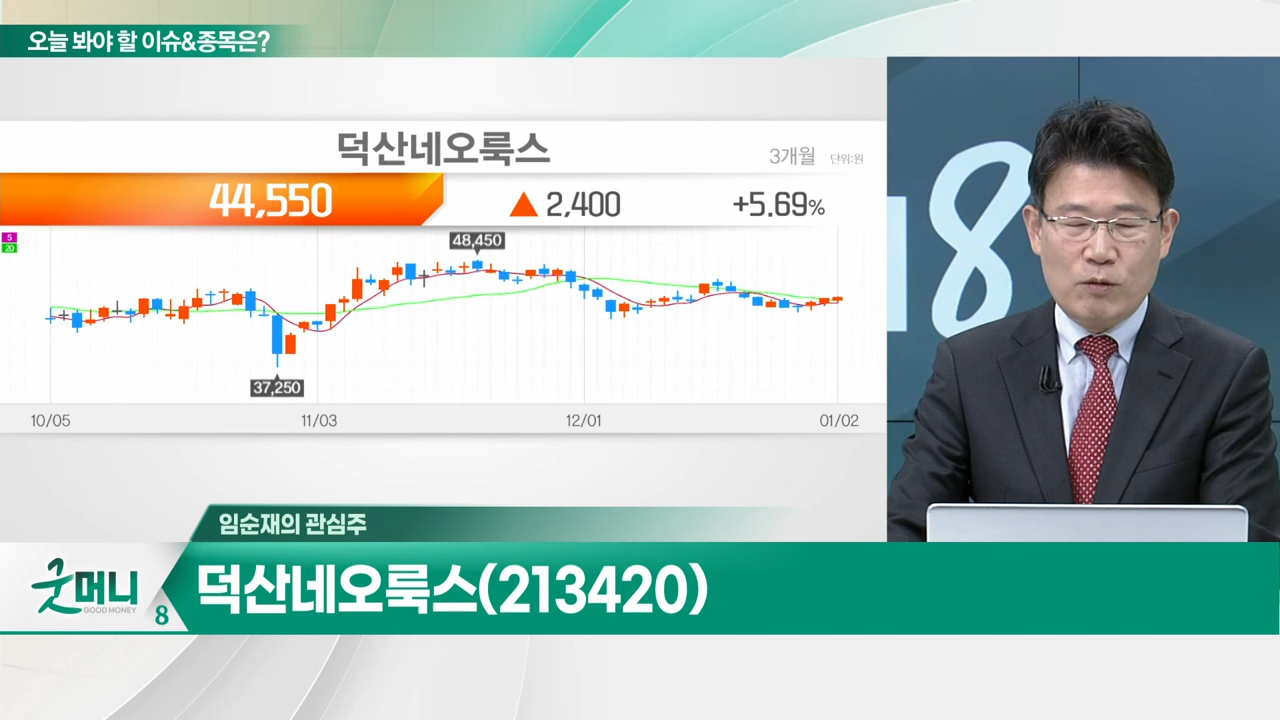 오늘 봐야 할 이슈&종목은?
덕산네오룩스
3개월 단위:원
44,550 ▲ 2,400 +5.69%
5
20
48,450
37,250
10/05 11/03 12/01 01/02
8
임순재의 관심주
덕산네오룩스(213420)
굿머니
GOOD MONEY
8